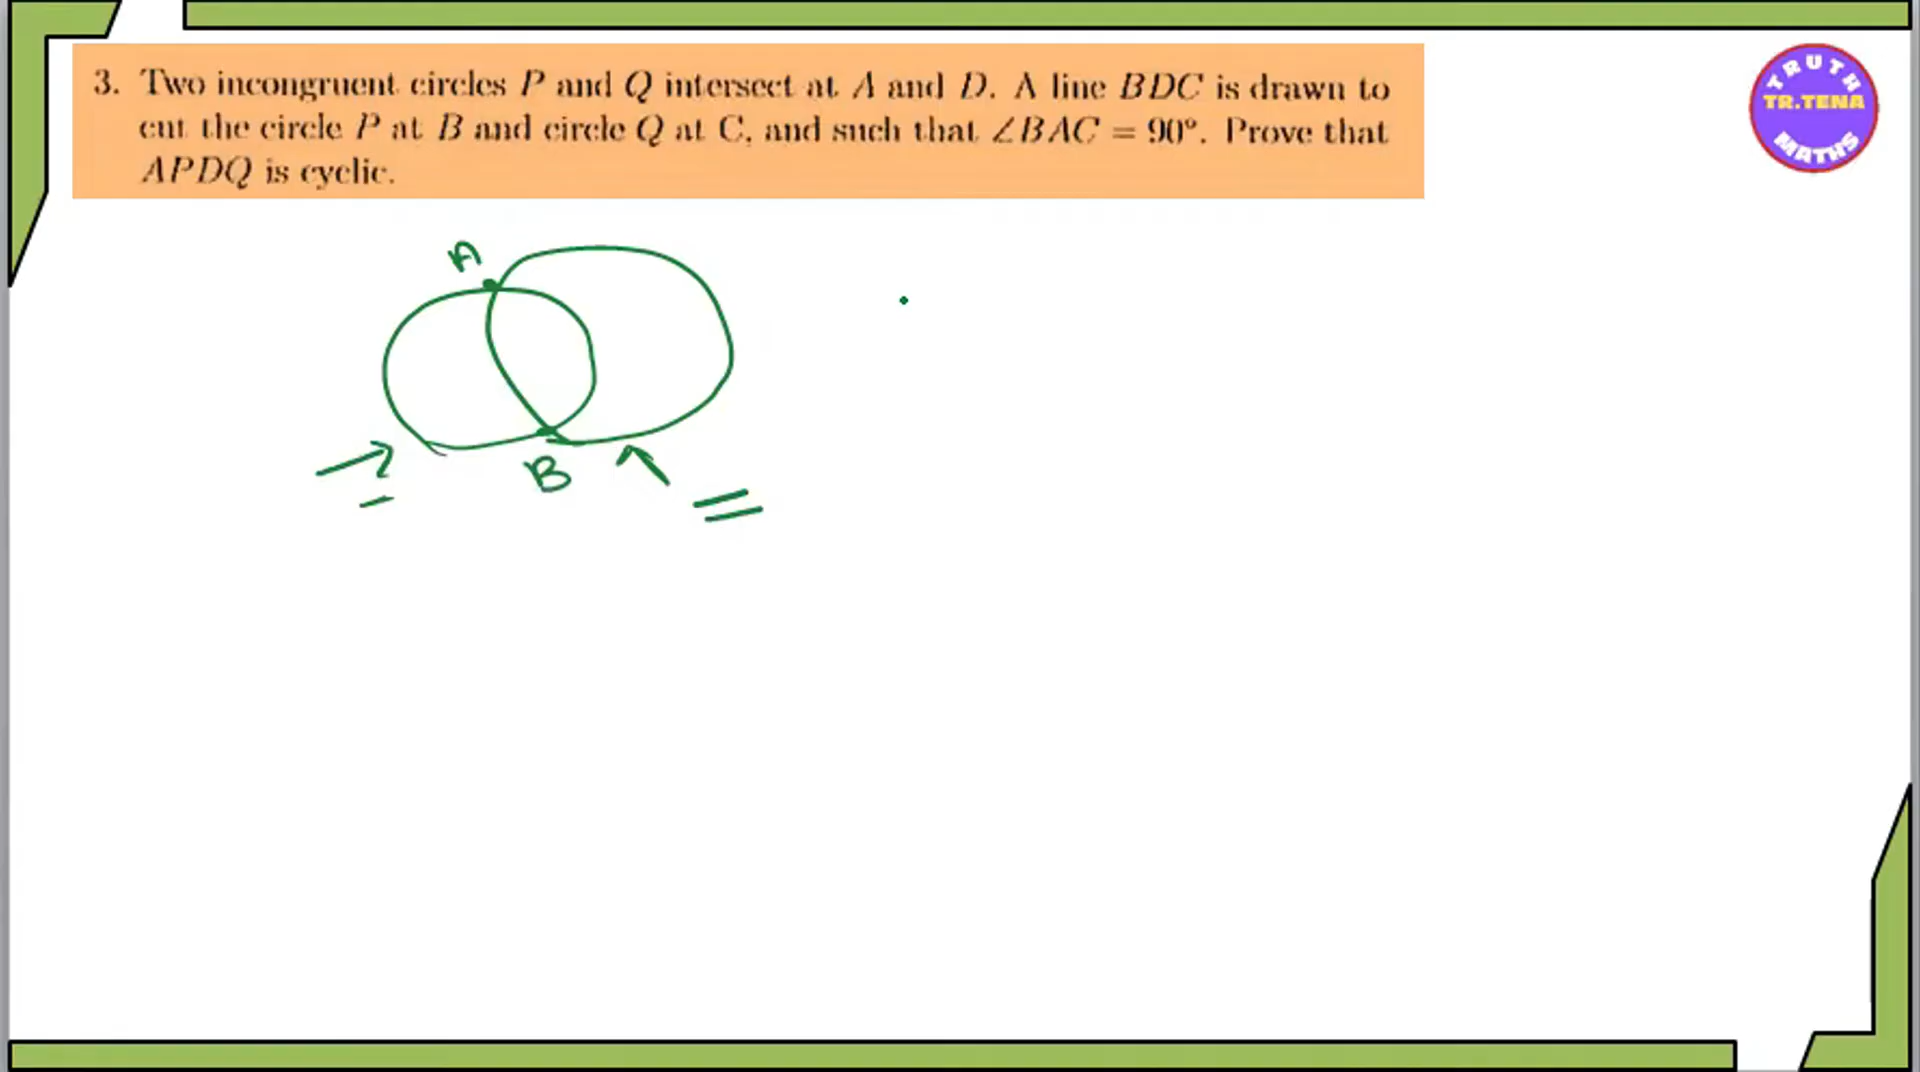 3. Two incongruent circles P and Q intersect at A and D. A line BDC is drawn to
cut the circle P at B and circle Q at C, and such that ∠BAC = 90°. Prove that
APDQ is cyclic.
TRUTH
TR.TENA
MATHS
A
B